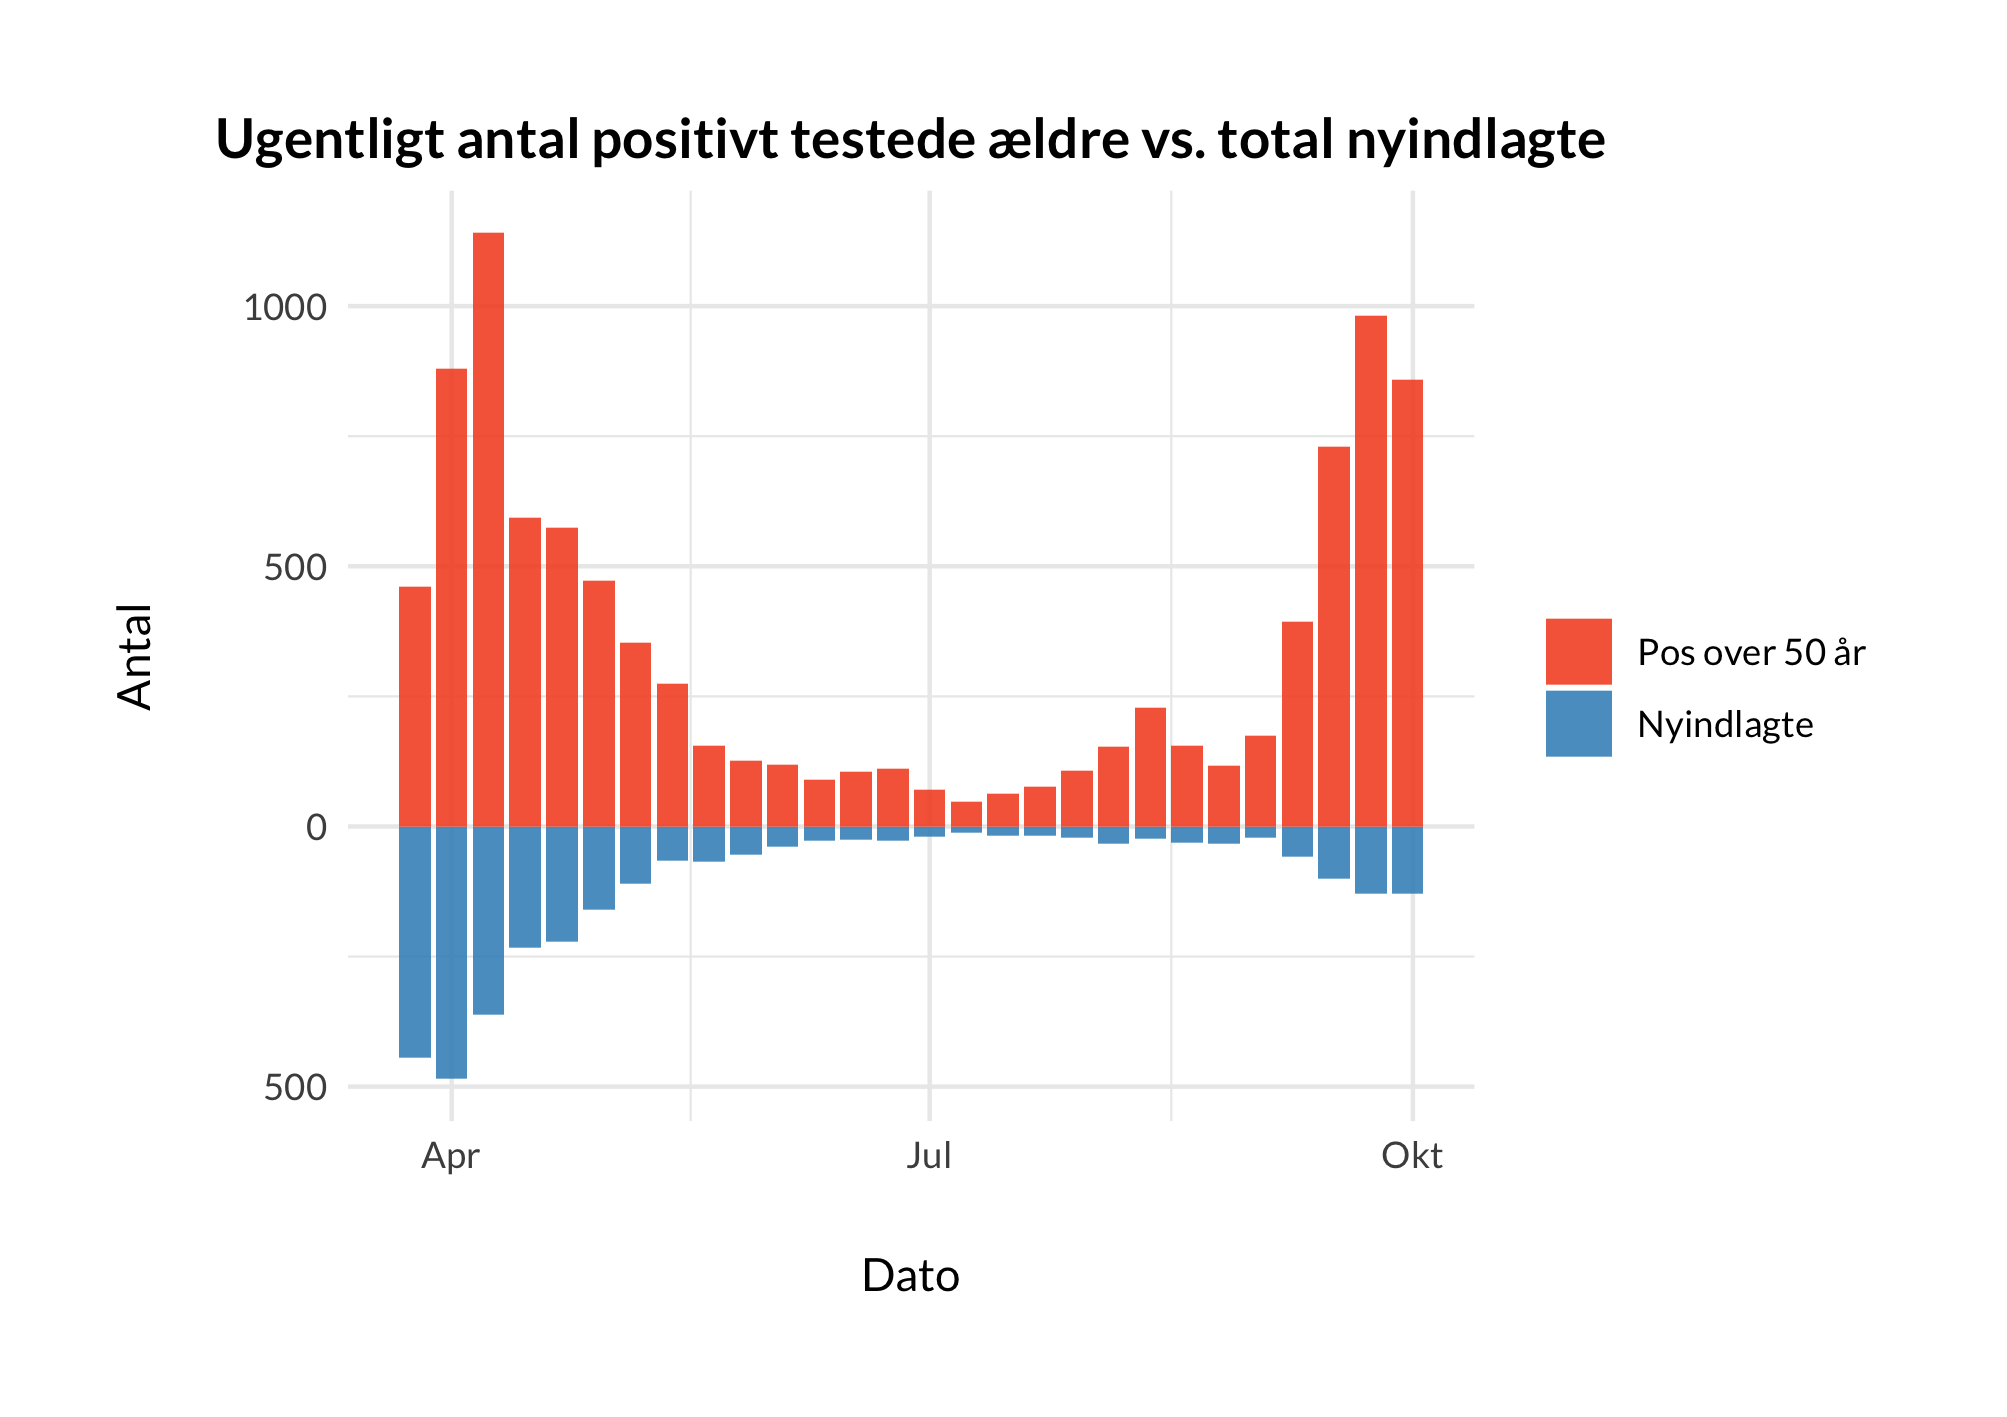 Ugentligt antal positivt testede ældre vs. total nyindlagte
1000
500
0
500
Antal
Apr
Jul
Okt
Dato
Pos over 50 år
Nyindlagte